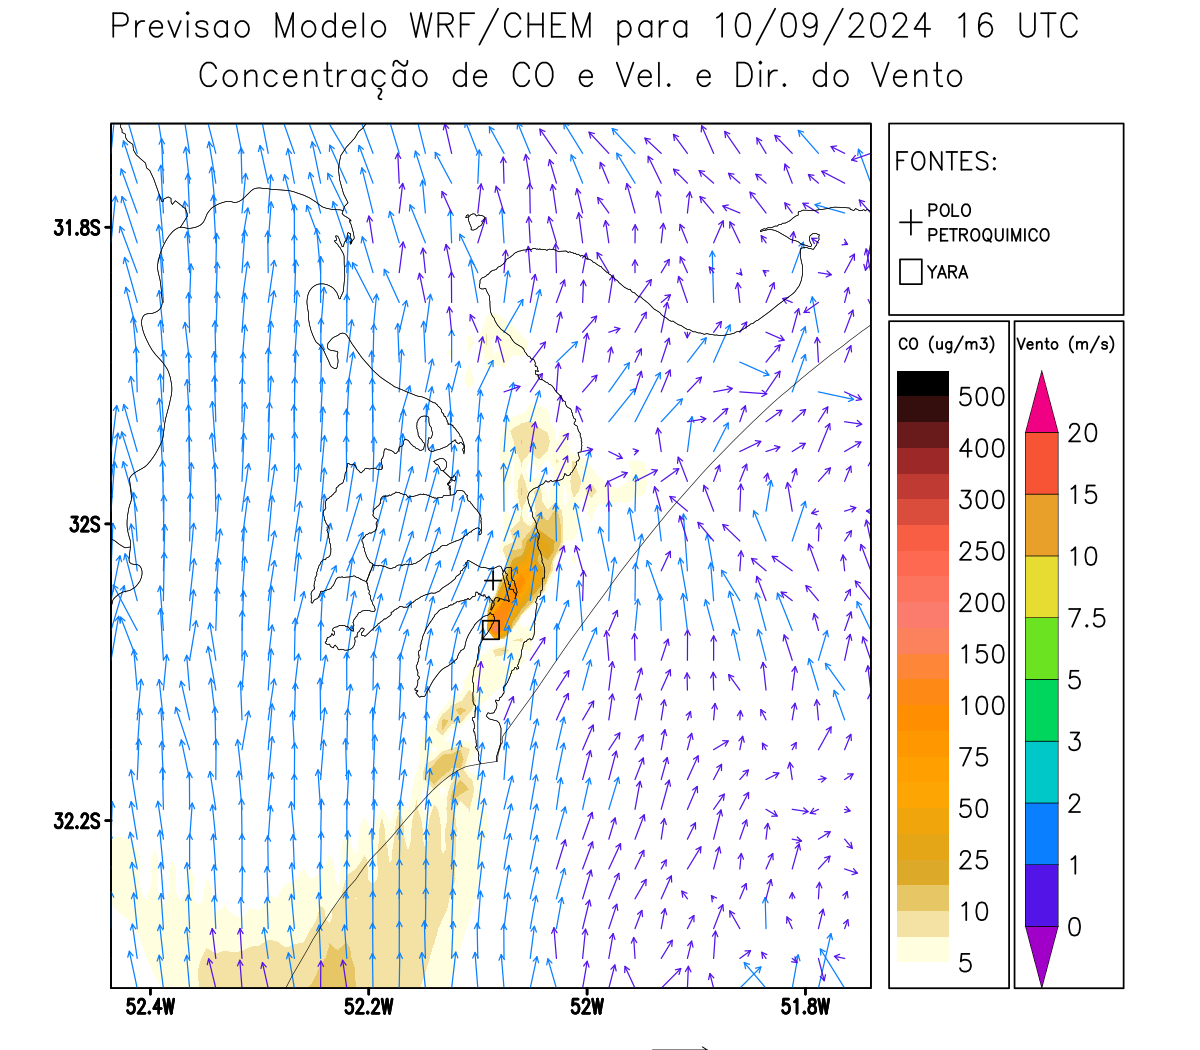 Previsao Modelo WRF/CHEM para 10/09/2024 16 UTC
Concentração de CO e Vel. e Dir. do Vento
FONTES:
POLO
PETROQUIMICO
YARA
CO (ug/m3)
500
400
300
250
200
150
100
75
50
25
10
5
Vento (m/s)
20
15
10
7.5
5
3
2
1
0
31.8S
32S
32.2S
52.4W
52.2W
52W
51.8W